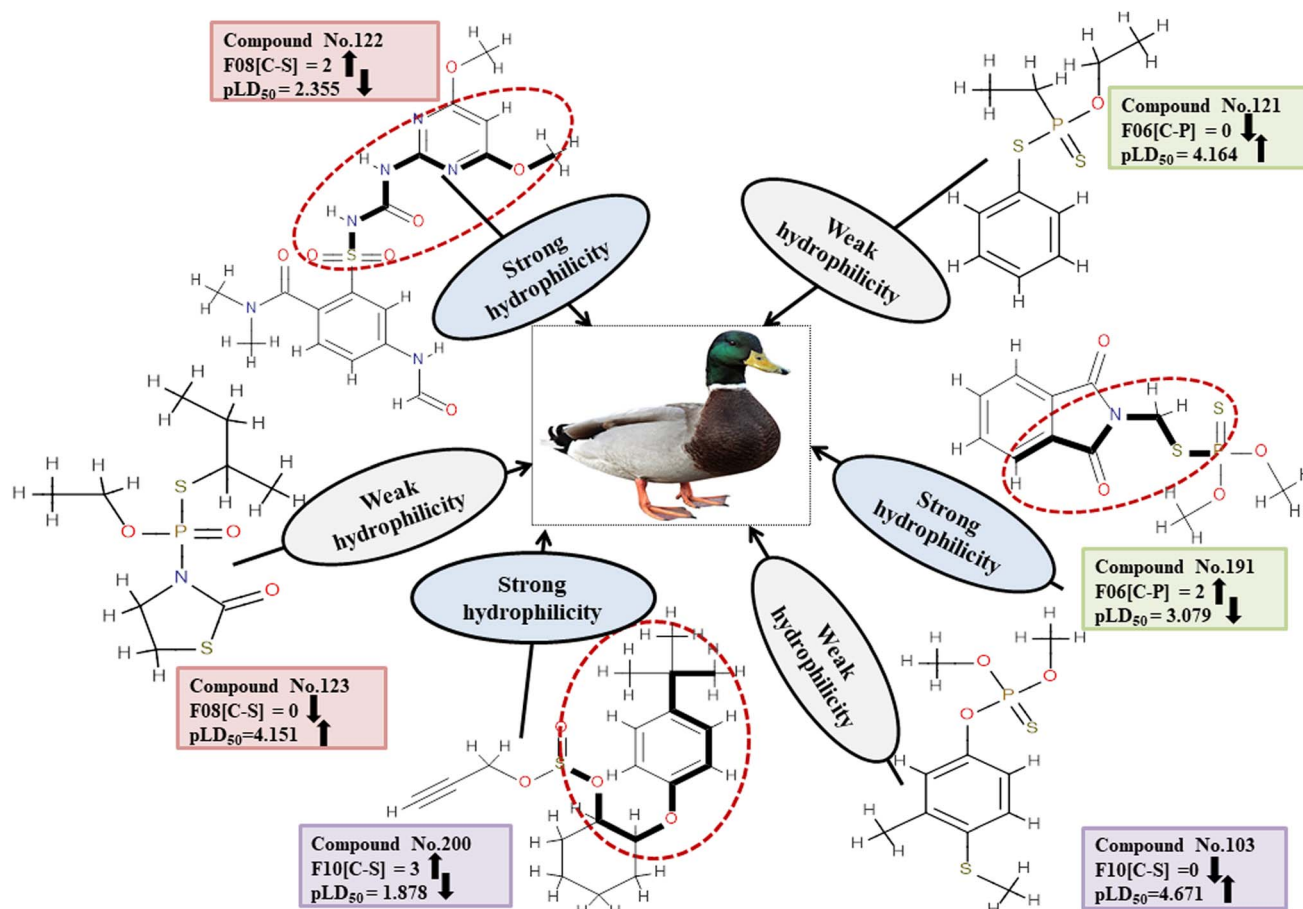 Compound No.122
F08[C-S] = 2
pLD50 = 2.355
Compound No.121
F06[C-P] = 0
pLD50 = 4.164
Strong
hydrophilicity
Weak
hydrophilicity
Weak
hydrophilicity
Strong
hydrophilicity
Strong
hydrophilicity
Weak
hydrophilicity
Compound No.191
F06[C-P] = 2
pLD50 = 3.079
Compound No.123
F08[C-S] = 0
pLD50=4.151
Compound No.200
F10[C-S] = 3
pLD50 = 1.878
Compound No.103
F10[C-S] =0
pLD50=4.671